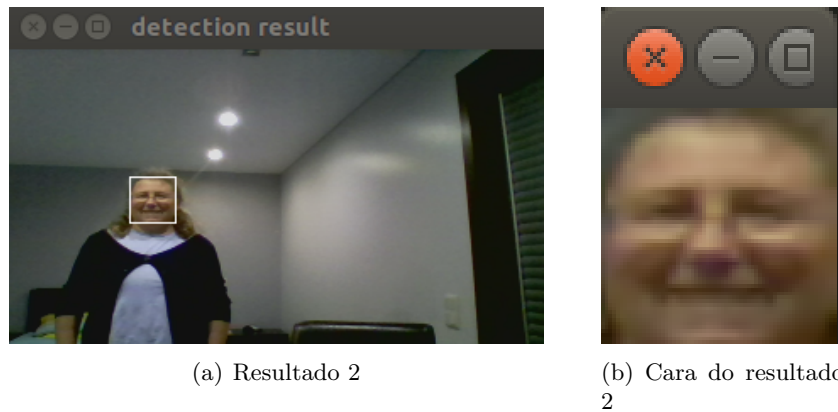 detection result
(a) Resultado 2
(b) Cara do resultado
2